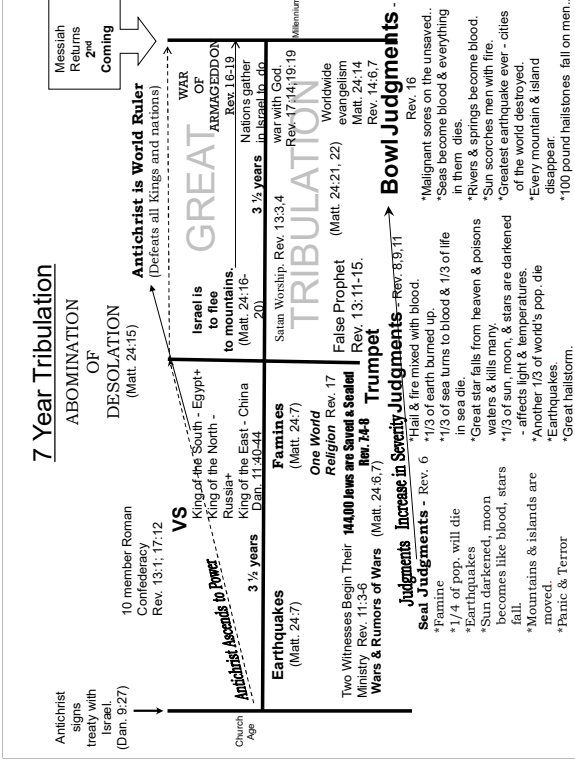 7 Year Tribulation
Antichrist
signs
treaty with
Israel.
(Dan. 9:27)
10 member Roman
Confederacy
Rev. 13:1; 17:12
ABOMINATION
OF
DESOLATION
(Matt. 24:15)
Antichrist is World Ruler
(Defeats all Kings and nations)
Messiah
Returns
2nd
Coming
VS
King of the South - Egypt+
King of the North -
Russia+
King of the East - China
Dan. 11:40-44
Antichrist Ascends to Power
Church
Age
3 ½ years
Israel is
to flee
to mountains.
(Matt. 24:16-
20)
GREAT
TRIBULATION
WAR
OF
ARMAGEDDON
Rev. 16-19
Nations gather
in Israel to do
war with God.
Rev. 17:14;19:19
3 ½ years
Millennium
Earthquakes
(Matt. 24:7)
Famines
(Matt. 24:7)
One World
Religion Rev. 17
Two Witnesses Begin Their
Ministry Rev. 11:3-6
144,00 Jews are Saved & Sealed
Rev. 7:4-8
Wars & Rumors of Wars (Matt. 24:6,7)
Satan Worship. Rev. 13:3,4
(Matt. 24:21, 22)
False Prophet
Rev. 13:11-15.
Worldwide
evangelism
Matt. 24:14
Rev. 14:6,7
Judgments Increase in Severity
Seal Judgments - Rev. 6
*Famine
*1/4 of pop. will die
*Earthquakes
*Sun darkened, moon
becomes like blood, stars
fall.
*Mountains & islands are
moved.
*Panic & Terror
Trumpet
Judgments - Rev. 8,9,11
*Hail & fire mixed with blood.
*1/3 of earth burned up.
*1/3 of sea turns to blood & 1/3 of life
in sea die.
*Great star falls from heaven & poisons
waters & kills many.
*1/3 of sun, moon, & stars are darkened
- affects light & temperatures.
*Another 1/3 of world's pop. die
*Earthquakes.
*Great hailstorm.
Bowl Judgments -
Rev. 16
*Malignant sores on the unsaved..
*Seas become blood & everything
in them dies.
*Rivers & springs become blood.
*Sun scorches men with fire.
*Greatest earthquake ever - cities
of the world destroyed.
*Every mountain & island
disappear.
*100 pound hailstones fall on men..